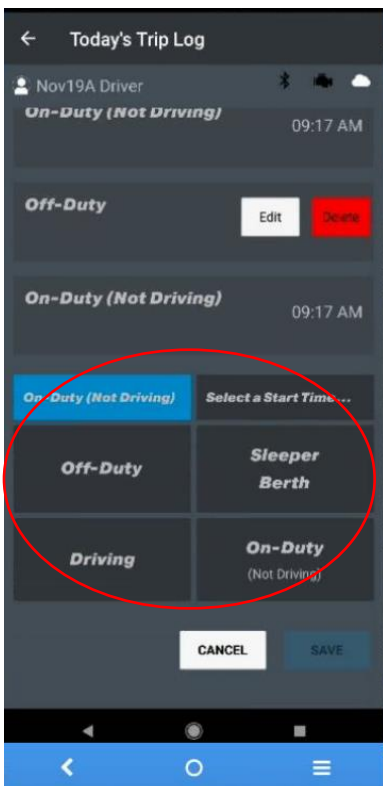 Today's Trip Log
Nov19A Driver
On-Duty (Not Driving)
09:17 AM
Off-Duty
Edit
Delete
On-Duty (Not Driving)
09:17 AM
On-Duty (Not Driving)
Select a Start Time...
Off-Duty
Sleeper
Berth
Driving
On-Duty
(Not Driving)
CANCEL
SAVE